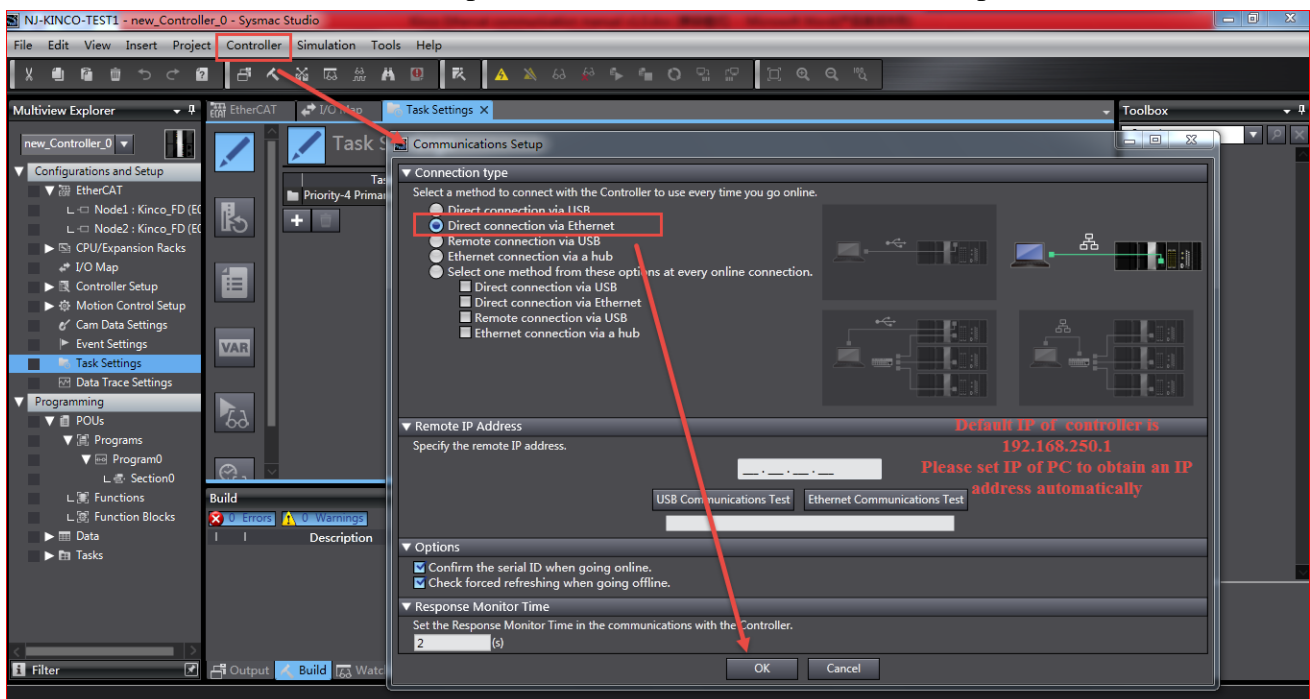 NJ-KINCO-TEST1 - new_Controller_0 - Sysmac Studio
File Edit View Insert Project Controller Simulation Tools Help
Multiview Explorer
EtherCAT I/O Map Task Settings
Toolbox
new_Controller_0
Configurations and Setup
EtherCAT
Node1 : Kinco_FD (E
Node2 : Kinco_FD (E
CPU/Expansion Racks
I/O Map
Controller Setup
Motion Control Setup
Cam Data Settings
Event Settings
Task Settings
Data Trace Settings
Programming
POUs
Programs
Program0
Section0
Functions
Function Blocks
Data
Tasks
Filter
Task S
Tas
Priority-4 Primar
VAR
Build
0 Errors 0 Warnings
Description
Output Build Watc
Communications Setup
Connection type
Select a method to connect with the Controller to use every time you go online.
Direct connection via USB
Direct connection via Ethernet
Remote connection via USB
Ethernet connection via a hub
Select one method from these options at every online connection.
Direct connection via USB
Direct connection via Ethernet
Remote connection via USB
Ethernet connection via a hub
Remote IP Address
Specify the remote IP address.
__.__.__.__
USB Communications Test Ethernet Communications Test
Default IP of controller is
192.168.250.1
Please set IP of PC to obtain an IP
address automatically
Options
Confirm the serial ID when going online.
Check forced refreshing when going offline.
Response Monitor Time
Set the Response Monitor Time in the communications with the Controller.
2 (s)
OK Cancel